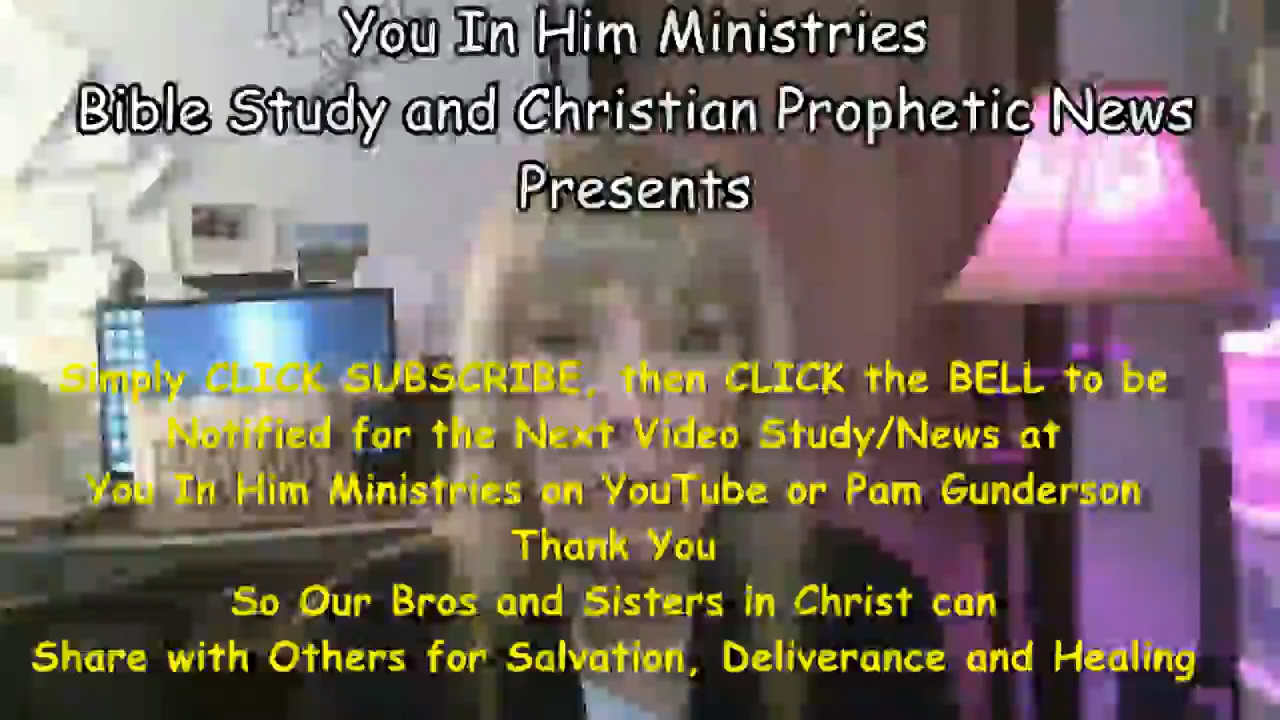 You In Him Ministries
Bible Study and Christian Prophetic News
Presents
Simply CLICK SUBSCRIBE, then CLICK the BELL to be
Notified for the Next Video Study/News at
You In Him Ministries on YouTube or Pam Gunderson
Thank You
So Our Bros and Sisters in Christ can
Share with Others for Salvation, Deliverance and Healing